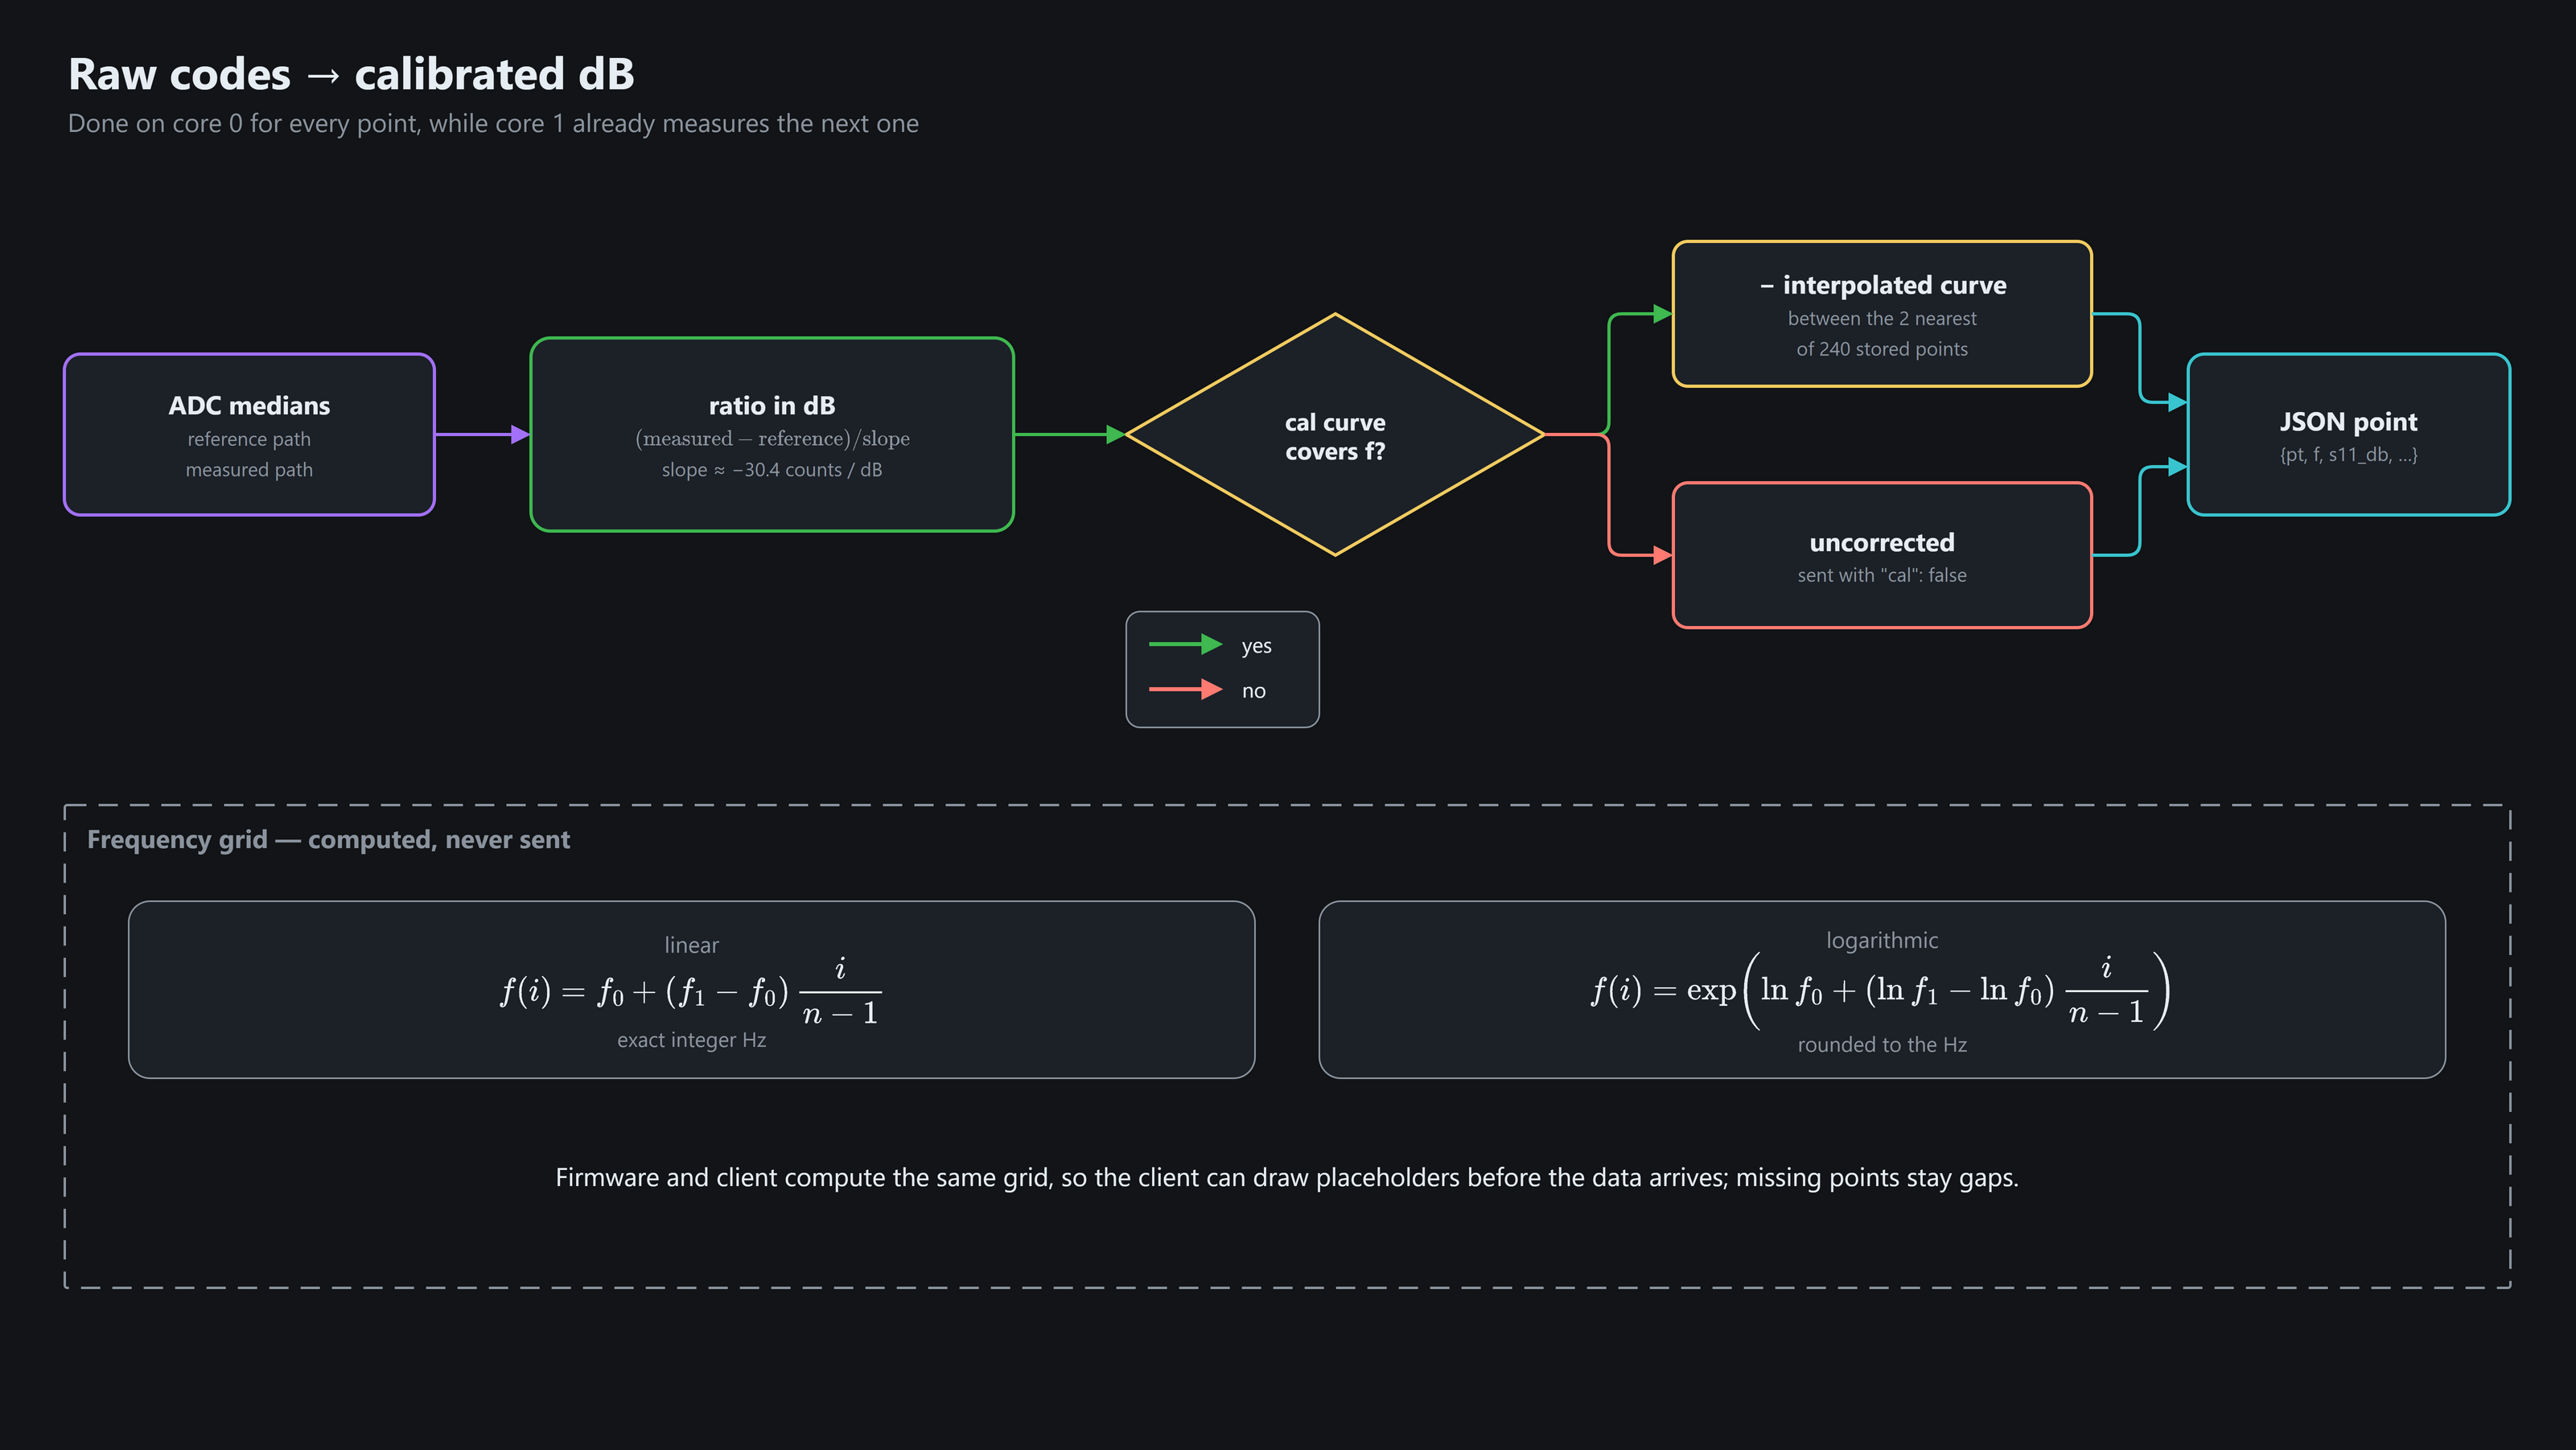 Raw codes → calibrated dB
Done on core 0 for every point, while core 1 already measures the next one
ADC medians
reference path
measured path
ratio in dB
(measured − reference)/slope
slope ≈ −30.4 counts / dB
cal curve
covers f?
− interpolated curve
between the 2 nearest
of 240 stored points
uncorrected
sent with "cal": false
JSON point
{pt, f, s11_db, ...}
yes
no
Frequency grid — computed, never sent
linear
f(i) = f₀ + (f₁ − f₀) i/(n − 1)
exact integer Hz
logarithmic
f(i) = exp(ln f₀ + (ln f₁ − ln f₀) i/(n − 1))
rounded to the Hz
Firmware and client compute the same grid, so the client can draw placeholders before the data arrives; missing points stay gaps.